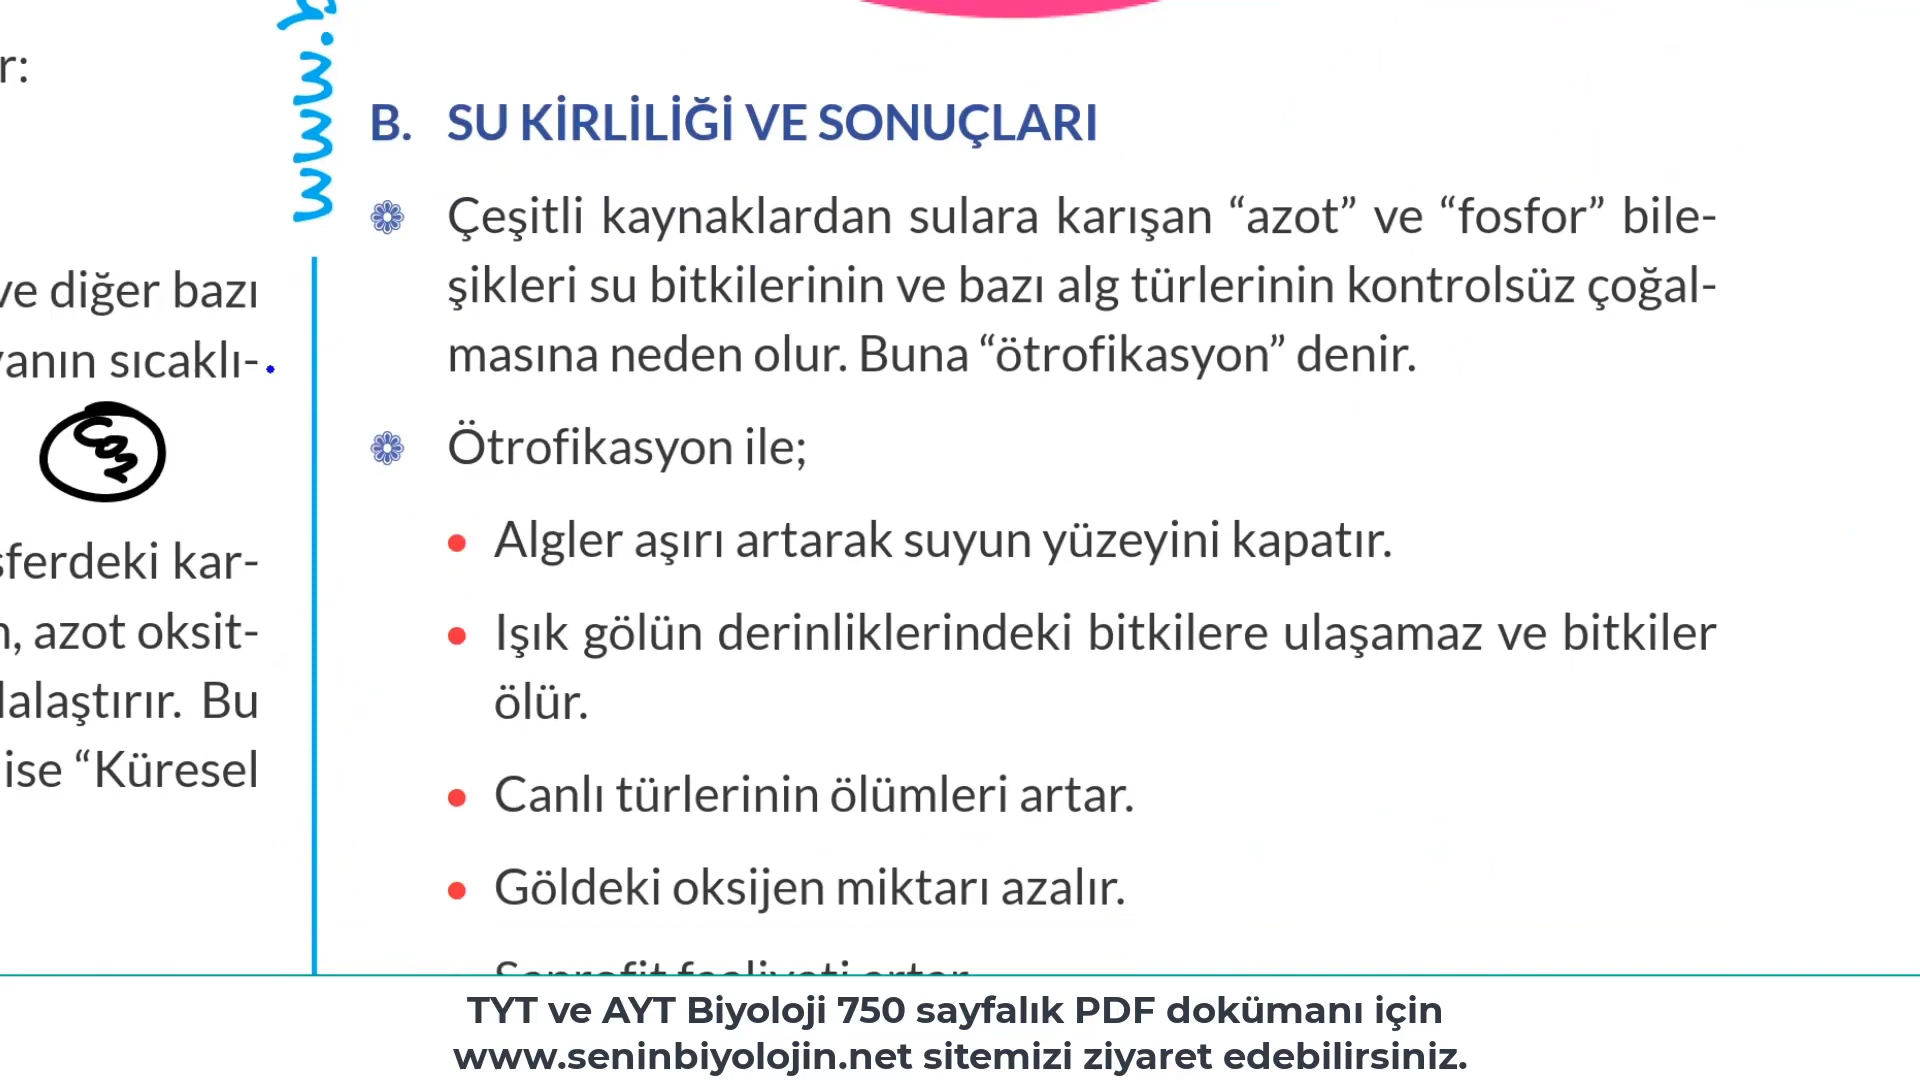 r:
ve diğer bazı
anın sıcaklı-
sferdeki kar-
, azot oksit-
alaştırır. Bu
ise “Küresel
B. SU KİRLİLİĞİ VE SONUÇLARI
Çeşitli kaynaklardan sulara karışan “azot” ve “fosfor” bile-
şikleri su bitkilerinin ve bazı alg türlerinin kontrolsüz çoğal-
masına neden olur. Buna “ötrofikasyon” denir.
Ötrofikasyon ile;
• Algler aşırı artarak suyun yüzeyini kapatır.
• Işık gölün derinliklerindeki bitkilere ulaşamaz ve bitkiler
ölür.
• Canlı türlerinin ölümleri artar.
• Göldeki oksijen miktarı azalır.
Saprofit faaliyeti artar.
TYT ve AYT Biyoloji 750 sayfalık PDF dokümanı için
www.seninbiyolojin.net sitemizi ziyaret edebilirsiniz.